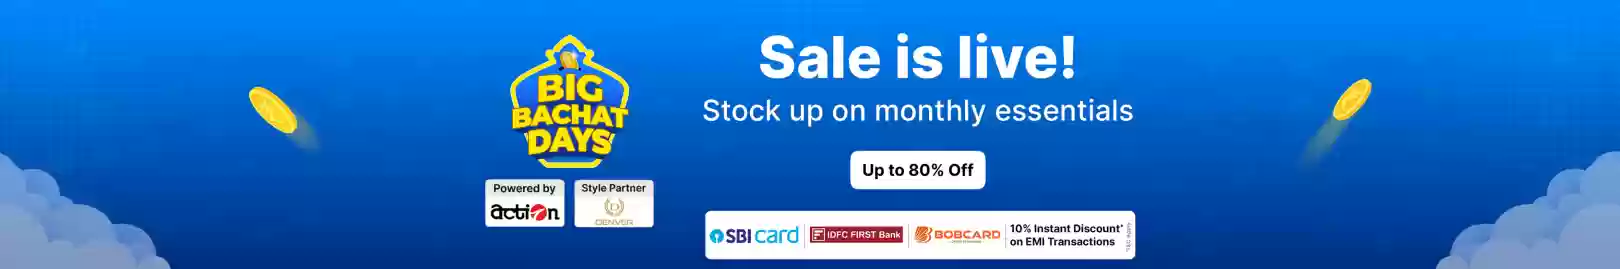 BIG
BACHAT
DAYS
Powered by
action
Style Partner
D
DENVER
Sale is live!
Stock up on monthly essentials
Up to 80% Off
SBI card
IDFC FIRST Bank
BOBCARD
10% Instant Discount*
on EMI Transactions
*T&C Apply